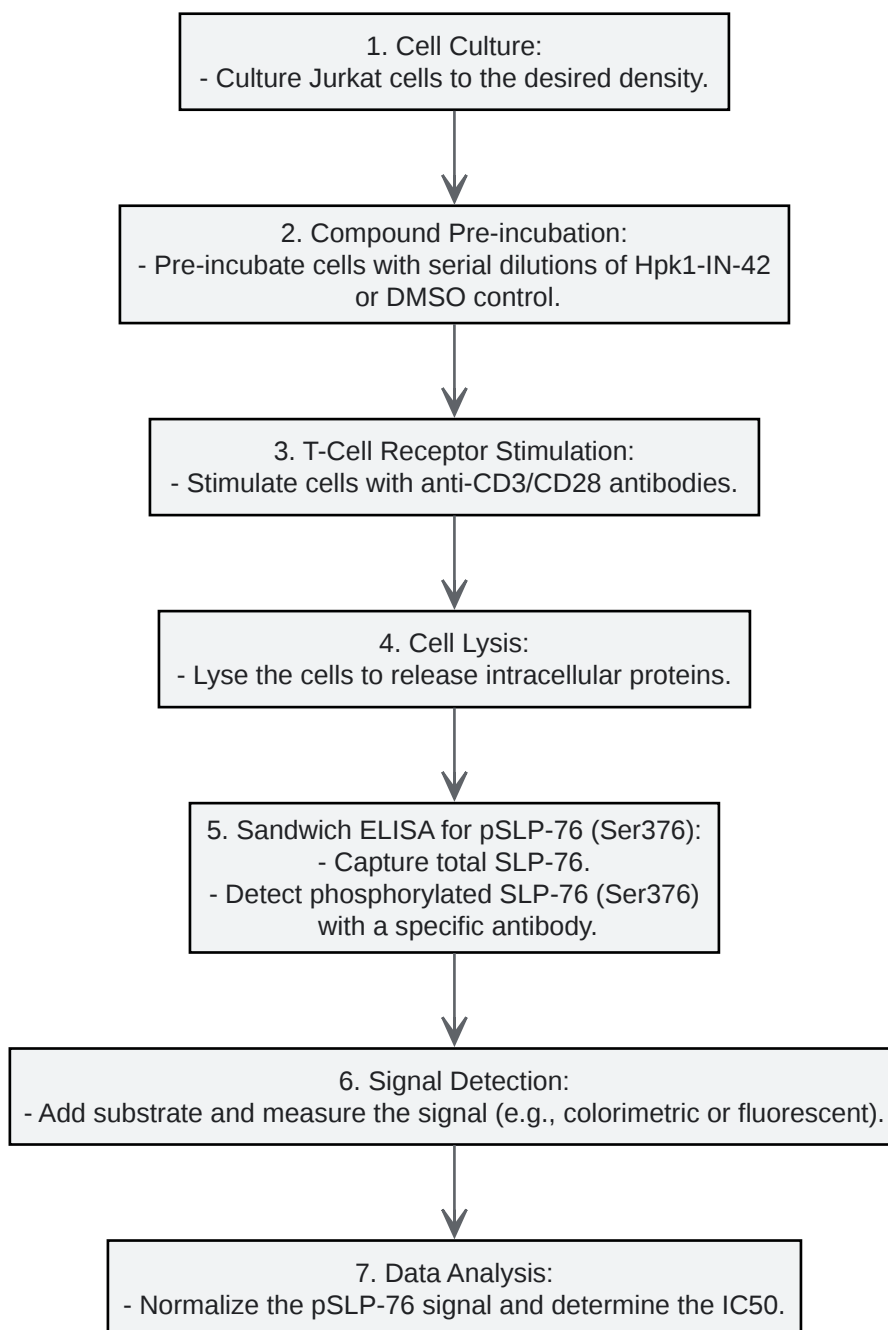 1. Cell Culture:
- Culture Jurkat cells to the desired density.
2. Compound Pre-incubation:
- Pre-incubate cells with serial dilutions of Hpk1-IN-42
or DMSO control.
3. T-Cell Receptor Stimulation:
- Stimulate cells with anti-CD3/CD28 antibodies.
4. Cell Lysis:
- Lyse the cells to release intracellular proteins.
5. Sandwich ELISA for pSLP-76 (Ser376):
- Capture total SLP-76.
- Detect phosphorylated SLP-76 (Ser376)
with a specific antibody.
6. Signal Detection:
- Add substrate and measure the signal (e.g., colorimetric or fluorescent).
7. Data Analysis:
- Normalize the pSLP-76 signal and determine the IC50.